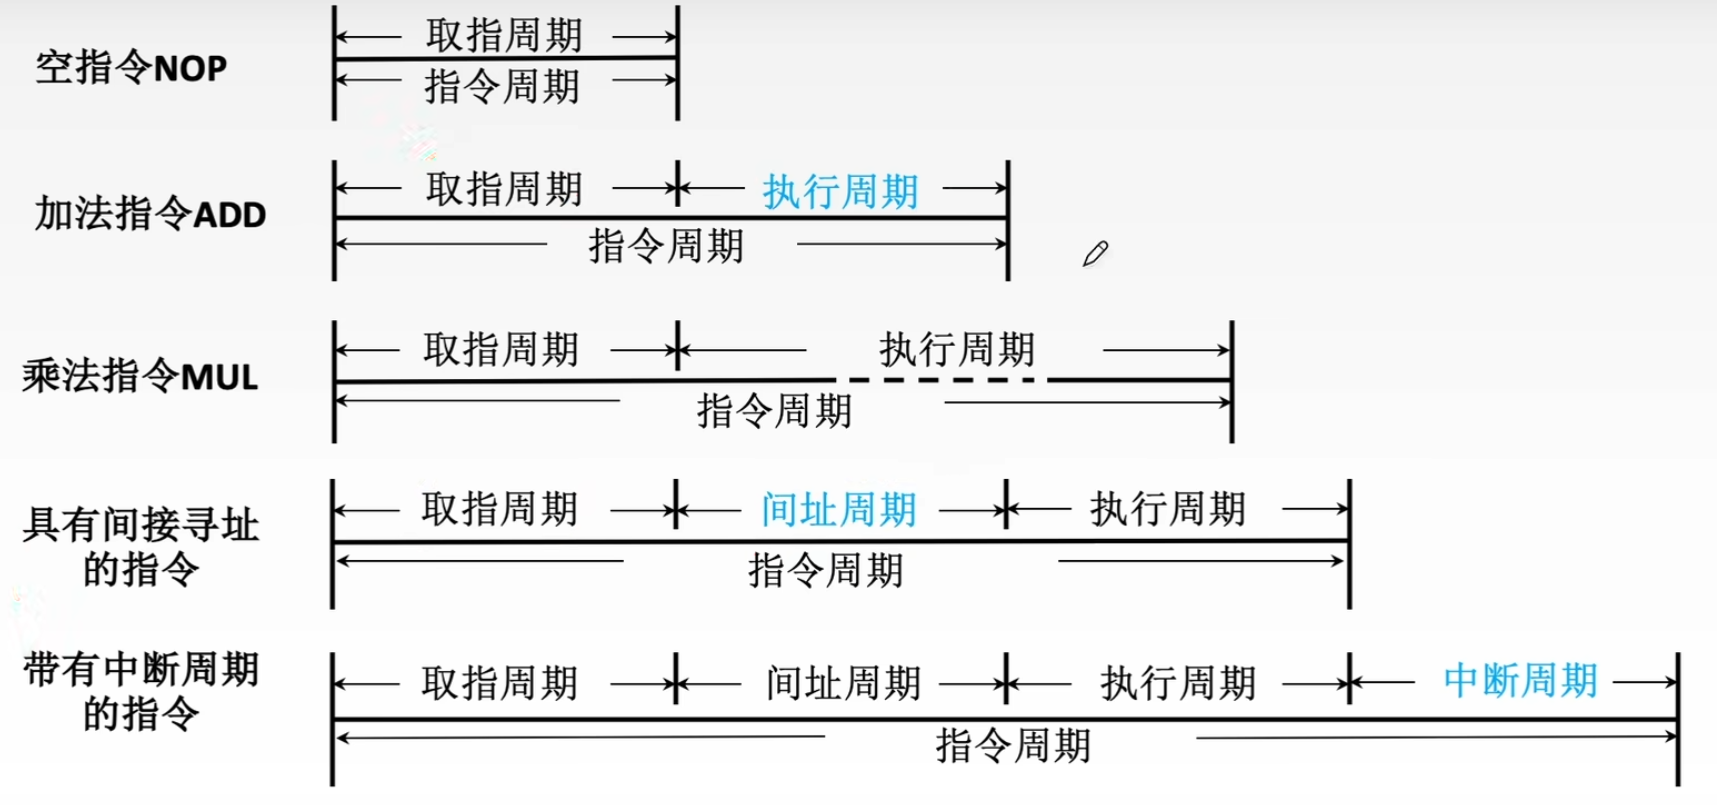 取指周期
空指令NOP
指令周期
取指周期 执行周期
加法指令ADD
指令周期
取指周期 执行周期
乘法指令MUL
指令周期
取指周期 间址周期 执行周期
具有间接寻址
的指令
指令周期
带有中断周期
的指令
取指周期 间址周期 执行周期 中断周期
指令周期